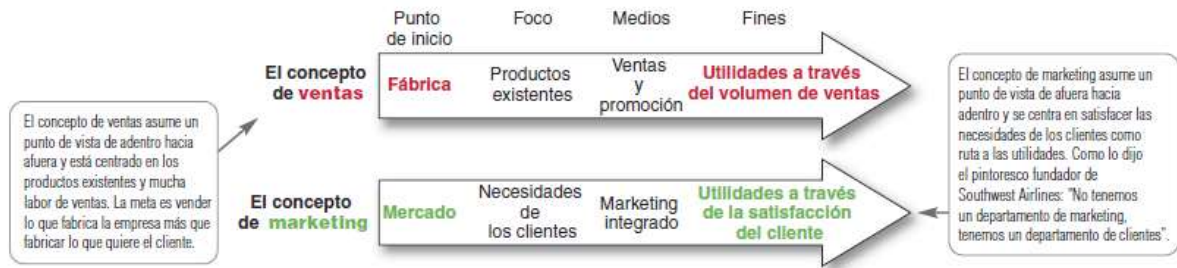 Punto
de inicio
Foco
Medios
Fines
El concepto
de ventas
Fábrica
Productos
existentes
Ventas
y
promoción
Utilidades a través
del volumen de ventas
El concepto de ventas asume un
punto de vista de adentro hacia
afuera y está centrado en los
productos existentes y mucha
labor de ventas. La meta es vender
lo que fabrica la empresa más que
fabricar lo que quiere el cliente.
El concepto
de marketing
Mercado
Necesidades
de
los clientes
Marketing
integrado
Utilidades a través
de la satisfacción
del cliente
El concepto de marketing asume un
punto de vista de afuera hacia
adentro y se centra en satisfacer las
necesidades de los clientes como
ruta a las utilidades. Como lo dijo
el pintoresco fundador de
Southwest Airlines: "No tenemos
un departamento de marketing,
tenemos un departamento de clientes".